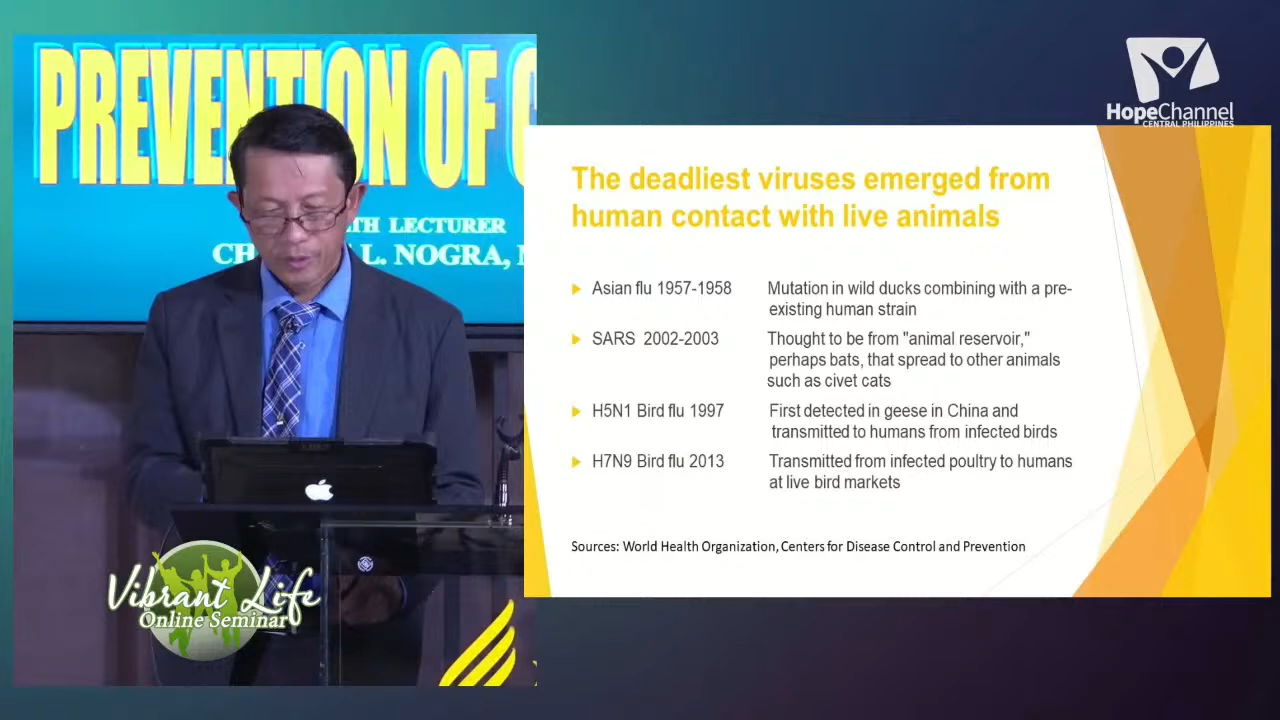 PREVENTION OF
LECTURER
L. NOGRA,
Vibrant Life
Online Seminar
HopeChannel
CENTRAL PHILIPPINES
The deadliest viruses emerged from
human contact with live animals
Asian flu 1957-1958 Mutation in wild ducks combining with a pre-
existing human strain
SARS 2002-2003 Thought to be from "animal reservoir,"
perhaps bats, that spread to other animals
such as civet cats
H5N1 Bird flu 1997 First detected in geese in China and
transmitted to humans from infected birds
H7N9 Bird flu 2013 Transmitted from infected poultry to humans
at live bird markets
Sources: World Health Organization, Centers for Disease Control and Prevention